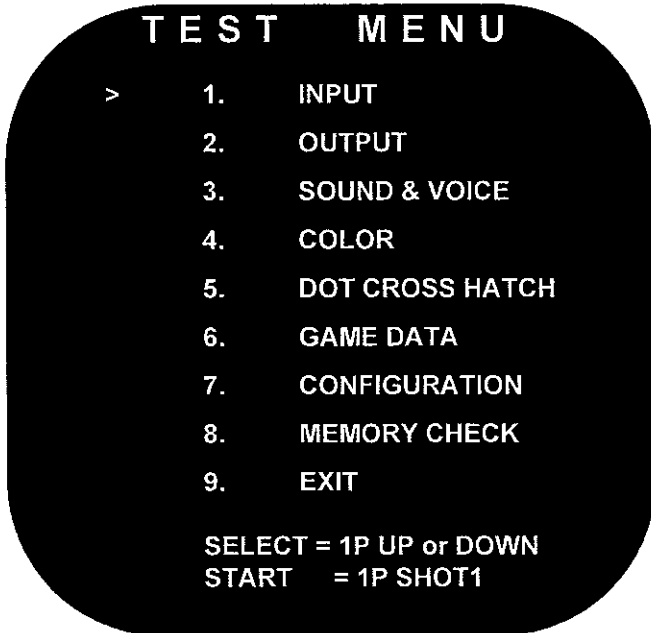 TEST MENU
> 1. INPUT
2. OUTPUT
3. SOUND & VOICE
4. COLOR
5. DOT CROSS HATCH
6. GAME DATA
7. CONFIGURATION
8. MEMORY CHECK
9. EXIT
SELECT = 1P UP or DOWN
START = 1P SHOT1